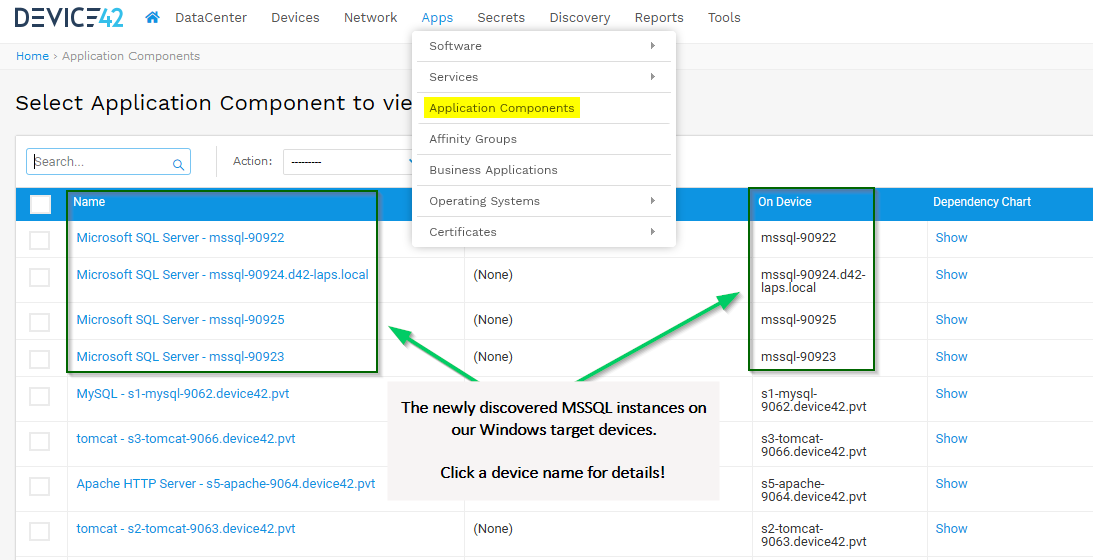 DEVICE42 DataCenter Devices Network Apps Secrets Discovery Reports Tools
Home › Application Components
Select Application Component to vie
Software
Services
Application Components
Affinity Groups
Business Applications
Operating Systems
Certificates
Search... Action: ---------
Name On Device Dependency Chart
Microsoft SQL Server - mssql-90922 mssql-90922 Show
Microsoft SQL Server - mssql-90924.d42-laps.local (None) mssql-90924.d42-
laps.local Show
Microsoft SQL Server - mssql-90925 (None) mssql-90925 Show
Microsoft SQL Server - mssql-90923 (None) mssql-90923 Show
MySQL - s1-mysql-9062.device42.pvt s1-mysql-
9062.device42.pvt Show
tomcat - s3-tomcat-9066.device42.pvt s3-tomcat-
9066.device42.pvt Show
Apache HTTP Server - s5-apache-9064.device42.pvt s5-apache-
9064.device42.pvt Show
tomcat - s2-tomcat-9063.device42.pvt (None) s2-tomcat-
9063.device42.pvt Show
The newly discovered MSSQL instances on
our Windows target devices.
Click a device name for details!